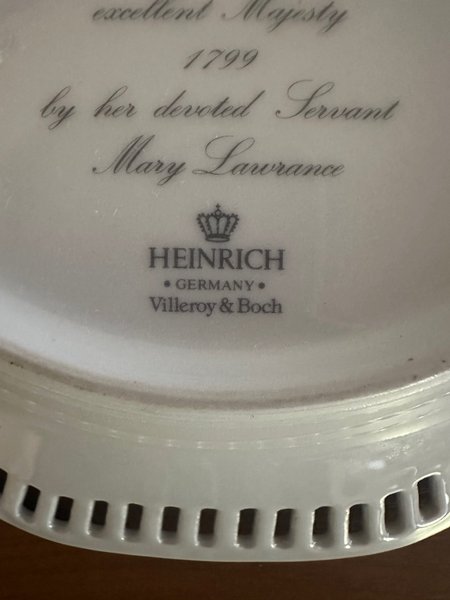 excellent Majesty
1799
by her devoted Servant
Mary Lawrance
HEINRICH
• GERMANY •
Villeroy & Boch